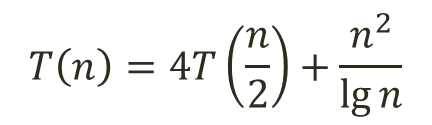 T(n) = 4T(n/2) + n²/lg n